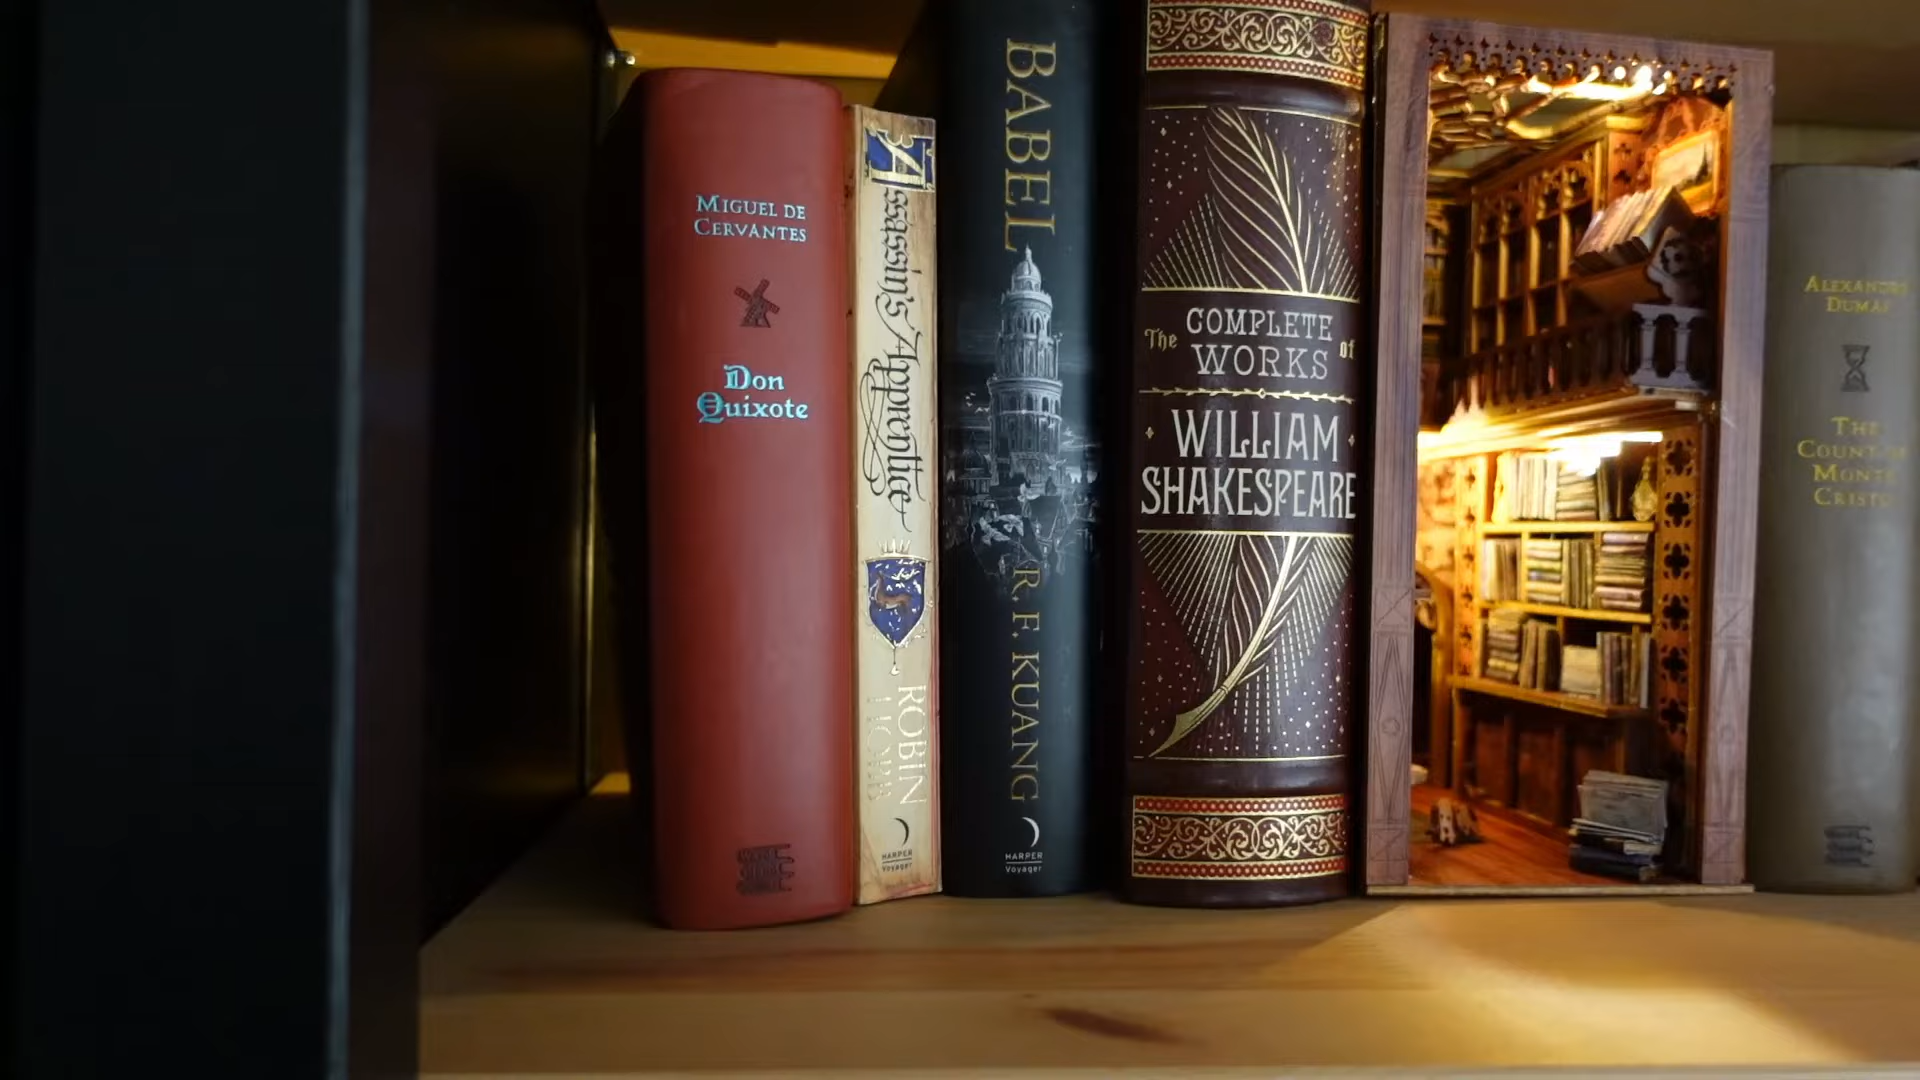 MIGUEL DE
CERVANTES
Don
Quixote
Assassin's Apprentice
ROBIN
HOBB
HARPER
Voyager
BABEL
R. F. KUANG
HARPER
Voyager
The COMPLETE
WORKS of
WILLIAM
SHAKESPEARE
ALEXANDRE
DUMAS
THE
COUNT OF
MONTE
CRISTO